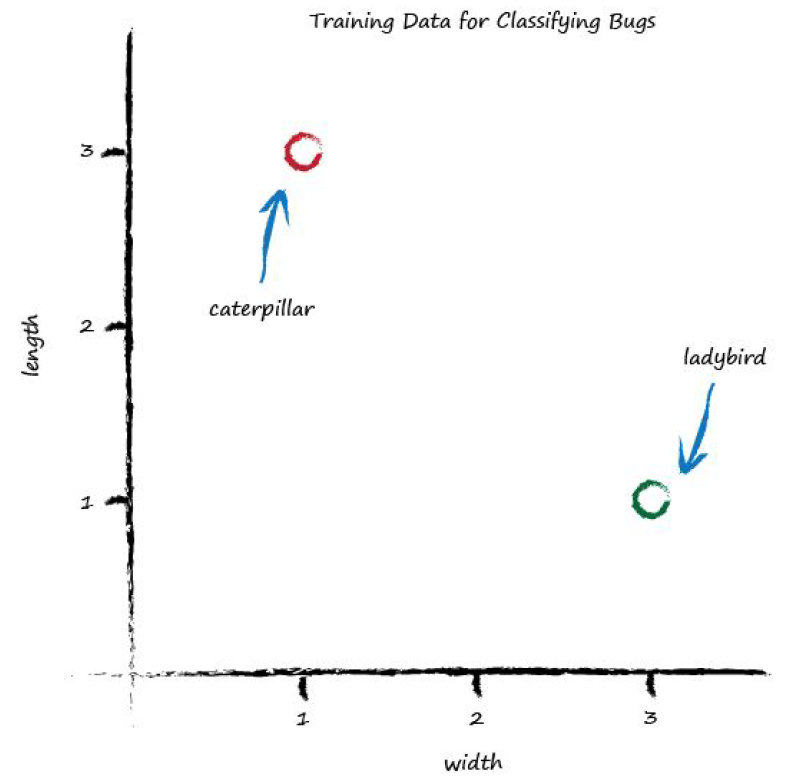 Training Data for Classifying Bugs
3
caterpillar
length
2
ladybird
1
1 2 3
width